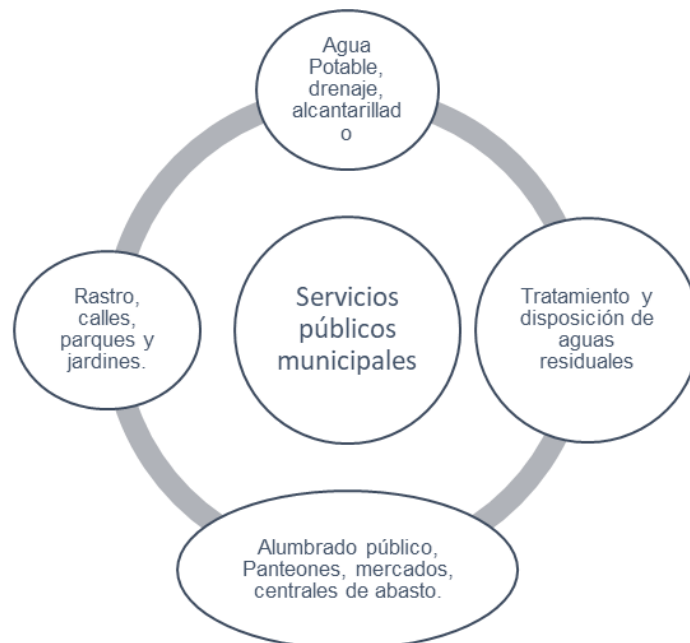 Agua
Potable,
drenaje,
alcantarillad
o
Rastro,
calles,
parques y
jardines.
Servicios
públicos
municipales
Tratamiento y
disposición de
aguas
residuales
Alumbrado público,
Panteones, mercados,
centrales de abasto.